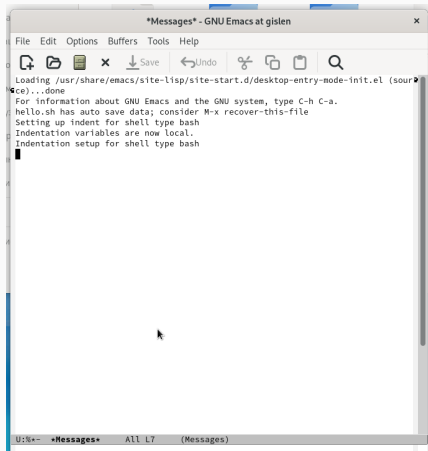 *Messages* - GNU Emacs at gislen
File Edit Options Buffers Tools Help
Save Undo
Loading /usr/share/emacs/site-lisp/site-start.d/desktop-entry-mode-init.el (sour
ce)...done
For information about GNU Emacs and the GNU system, type C-h C-a.
hello.sh has auto save data; consider M-x recover-this-file
Setting up indent for shell type bash
Indentation variables are now local.
Indentation setup for shell type bash
U:%*- *Messages* All L7 (Messages)